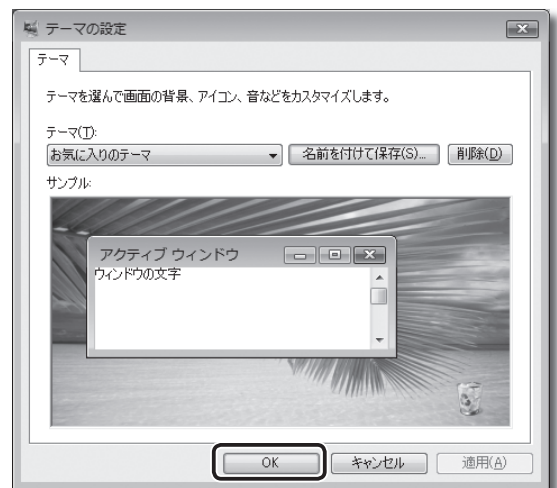 テーマの設定
テーマ
テーマを選んで画面の背景、アイコン、音などをカスタマイズします。
テーマ(T):
お気に入りのテーマ 名前を付けて保存(S)... 削除(D)
サンプル:
アクティブ ウィンドウ
ウィンドウの文字
OK キャンセル 適用(A)